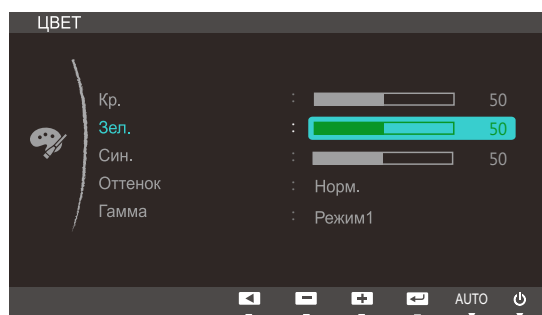 ЦВЕТ
Кр. : 50
Зел. : 50
Син. : 50
Оттенок : Норм.
Гамма : Режим1
AUTO